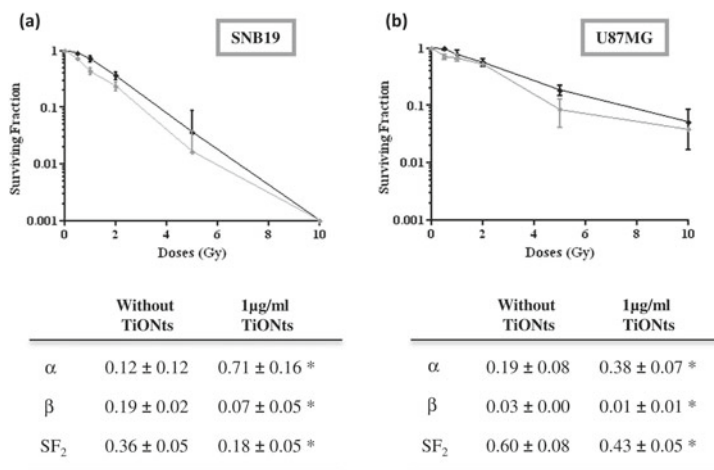 (a)
SNB19
Surviving Fraction
1
0.1
0.01
0.001
0 2 4 6 8 10
Doses (Gy)
Without TiONts
1µg/ml TiONts
α 0.12 ± 0.12 0.71 ± 0.16 *
β 0.19 ± 0.02 0.07 ± 0.05 *
SF₂ 0.36 ± 0.05 0.18 ± 0.05 *
(b)
U87MG
Surviving Fraction
1
0.1
0.01
0.001
0 2 4 6 8 10
Doses (Gy)
Without TiONts
1µg/ml TiONts
α 0.19 ± 0.08 0.38 ± 0.07 *
β 0.03 ± 0.00 0.01 ± 0.01 *
SF₂ 0.60 ± 0.08 0.43 ± 0.05 *